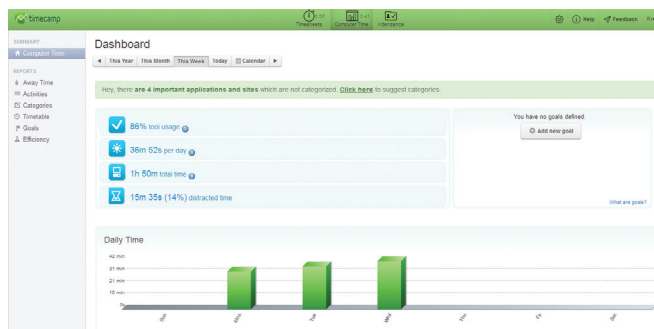 timecamp
Timesheets
Computer Time
Attendance
Help
Feedback
SUMMARY
Computer Time
REPORTS
Away Time
Activities
Categories
Timetable
Goals
Efficiency
Dashboard
This Year This Month This Week Today Calendar
Hey, there are 4 important applications and sites which are not categorized. Click here to suggest categories.
86% tool usage
36m 52s per day
1h 50m total time
15m 35s (14%) distracted time
You have no goals defined.
Add new goal
What are goals?
Daily Time
42 min
31 min
21 min
10 min
0s
Sun
Mon
Tue
Wed
Thu
Fri
Sat